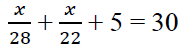 x/28 + x/22 + 5 = 30